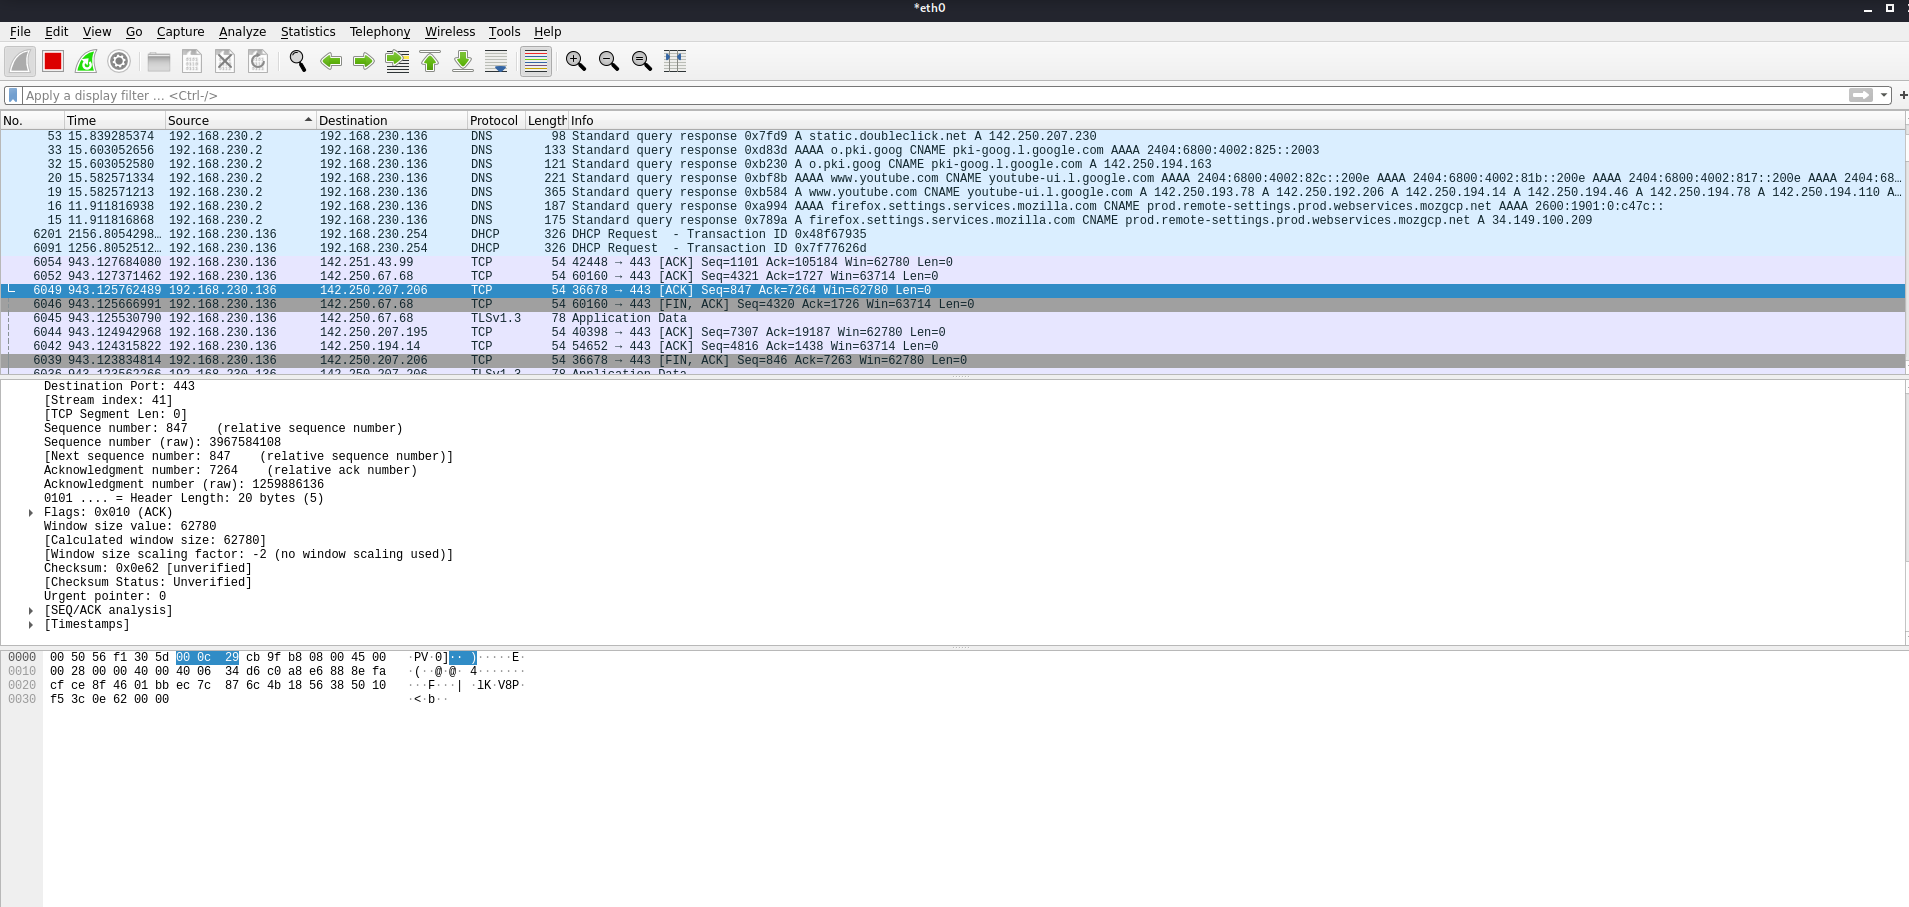 *eth0
File Edit View Go Capture Analyze Statistics Telephony Wireless Tools Help
Apply a display filter … <Ctrl-/>
No. Time Source Destination Protocol Length Info
53 15.839285374 192.168.230.2 192.168.230.136 DNS 98 Standard query response 0x7fd9 A static.doubleclick.net A 142.250.207.230
33 15.603052656 192.168.230.2 192.168.230.136 DNS 133 Standard query response 0xd83d AAAA o.pki.goog CNAME pki-goog.l.google.com AAAA 2404:6800:4002:825::2003
32 15.603052580 192.168.230.2 192.168.230.136 DNS 121 Standard query response 0xb230 A o.pki.goog CNAME pki-goog.l.google.com A 142.250.194.163
20 15.582571334 192.168.230.2 192.168.230.136 DNS 221 Standard query response 0xbf8b AAAA www.youtube.com CNAME youtube-ui.l.google.com AAAA 2404:6800:4002:82c::200e AAAA 2404:6800:4002:81b::200e AAAA 2404:6800:4002:817::200e AAAA 2404:68…
19 15.582571213 192.168.230.2 192.168.230.136 DNS 365 Standard query response 0xb584 A www.youtube.com CNAME youtube-ui.l.google.com A 142.250.193.78 A 142.250.192.206 A 142.250.194.14 A 142.250.194.46 A 142.250.194.78 A 142.250.194.110 A…
16 11.911816938 192.168.230.2 192.168.230.136 DNS 187 Standard query response 0xa994 AAAA firefox.settings.services.mozilla.com CNAME prod.remote-settings.prod.webservices.mozgcp.net AAAA 2600:1901:0:c47c::
15 11.911816868 192.168.230.2 192.168.230.136 DNS 175 Standard query response 0x789a A firefox.settings.services.mozilla.com CNAME prod.remote-settings.prod.webservices.mozgcp.net A 34.149.100.209
6201 2156.8054298… 192.168.230.136 192.168.230.254 DHCP 326 DHCP Request - Transaction ID 0x48f67935
6091 1256.8052512… 192.168.230.136 192.168.230.254 DHCP 326 DHCP Request - Transaction ID 0x7f77626d
6054 943.127684080 192.168.230.136 142.251.43.99 TCP 54 42448 → 443 [ACK] Seq=1101 Ack=105184 Win=62780 Len=0
6052 943.127371462 192.168.230.136 142.250.67.68 TCP 54 60160 → 443 [ACK] Seq=4321 Ack=1727 Win=63714 Len=0
6049 943.125762489 192.168.230.136 142.250.207.206 TCP 54 36678 → 443 [ACK] Seq=847 Ack=7264 Win=62780 Len=0
6046 943.125666991 192.168.230.136 142.250.67.68 TCP 54 60160 → 443 [FIN, ACK] Seq=4320 Ack=1726 Win=63714 Len=0
6045 943.125530790 192.168.230.136 142.250.67.68 TLSv1.3 78 Application Data
6044 943.124942968 192.168.230.136 142.250.207.195 TCP 54 40398 → 443 [ACK] Seq=7307 Ack=19187 Win=62780 Len=0
6042 943.124315822 192.168.230.136 142.250.194.14 TCP 54 54652 → 443 [ACK] Seq=4816 Ack=1438 Win=63714 Len=0
6039 943.123834814 192.168.230.136 142.250.207.206 TCP 54 36678 → 443 [FIN, ACK] Seq=846 Ack=7263 Win=62780 Len=0
6036 943.123562266 192.168.230.136 142.250.207.206 TLSv1.3 78 Application Data
Destination Port: 443
[Stream index: 41]
[TCP Segment Len: 0]
Sequence number: 847 (relative sequence number)
Sequence number (raw): 3967584108
[Next sequence number: 847 (relative sequence number)]
Acknowledgment number: 7264 (relative ack number)
Acknowledgment number (raw): 1259886136
0101 .... = Header Length: 20 bytes (5)
Flags: 0x010 (ACK)
Window size value: 62780
[Calculated window size: 62780]
[Window size scaling factor: -2 (no window scaling used)]
Checksum: 0x0e62 [unverified]
[Checksum Status: Unverified]
Urgent pointer: 0
[SEQ/ACK analysis]
[Timestamps]
0000 00 50 56 f1 30 5d 00 0c 29 cb 9f b8 08 00 45 00 ·PV·0]·· )·····E·
0010 00 28 00 00 40 00 40 06 34 d6 c0 a8 e6 88 8e fa ·(··@·@· 4·······
0020 cf ce 8f 46 01 bb ec 7c 87 6c 4b 18 56 38 50 10 ···F···| ·lK·V8P·
0030 f5 3c 0e 62 00 00 ·<·b··